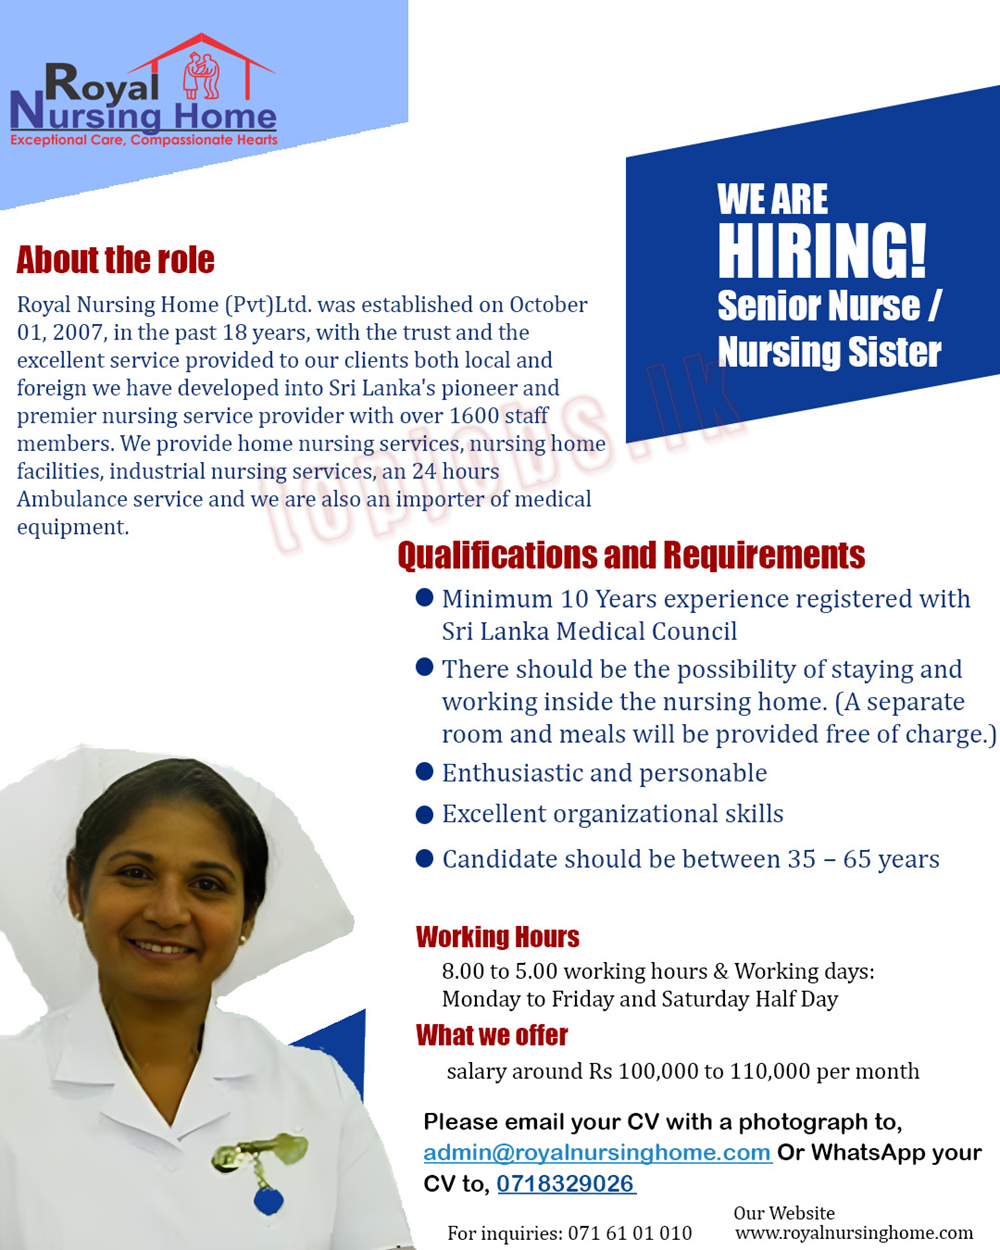 Royal
Nursing Home
Exceptional Care, Compassionate Hearts
WE ARE
HIRING!
Senior Nurse /
Nursing Sister
About the role
Royal Nursing Home (Pvt)Ltd. was established on October
01, 2007, in the past 18 years, with the trust and the
excellent service provided to our clients both local and
foreign we have developed into Sri Lanka's pioneer and
premier nursing service provider with over 1600 staff
members. We provide home nursing services, nursing home
facilities, industrial nursing services, an 24 hours
Ambulance service and we are also an importer of medical
equipment.
topjobs.lk
Qualifications and Requirements
● Minimum 10 Years experience registered with
Sri Lanka Medical Council
● There should be the possibility of staying and
working inside the nursing home. (A separate
room and meals will be provided free of charge.)
● Enthusiastic and personable
● Excellent organizational skills
● Candidate should be between 35 – 65 years
Working Hours
8.00 to 5.00 working hours & Working days:
Monday to Friday and Saturday Half Day
What we offer
salary around Rs 100,000 to 110,000 per month
Please email your CV with a photograph to,
admin@royalnursinghome.com Or WhatsApp your
CV to, 0718329026
For inquiries: 071 61 01 010
Our Website
www.royalnursinghome.com